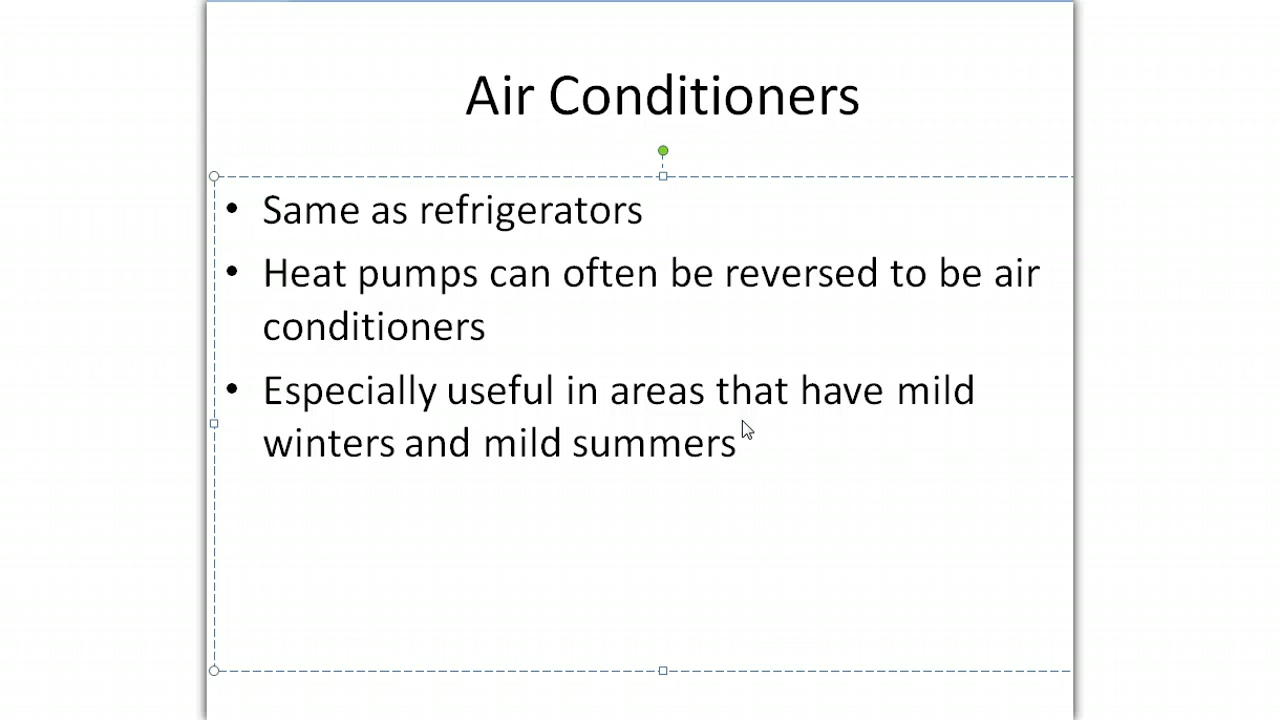 Air Conditioners
• Same as refrigerators
• Heat pumps can often be reversed to be air
conditioners
• Especially useful in areas that have mild
winters and mild summers